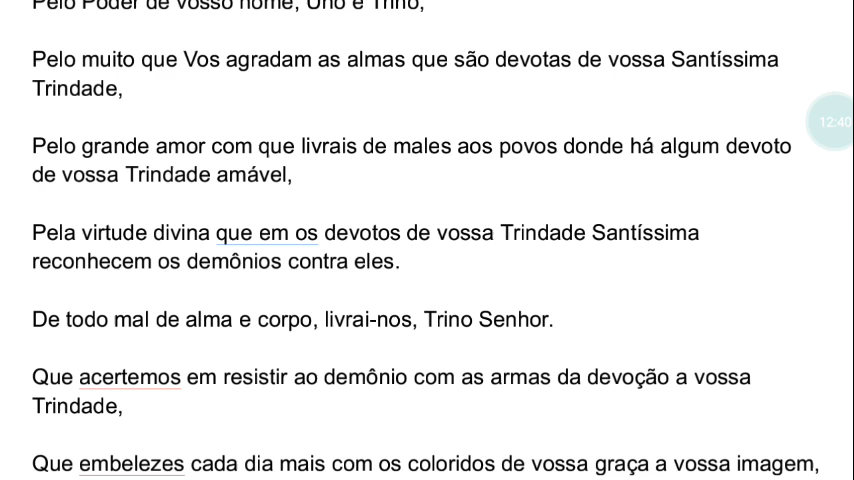 Pelo Poder de vosso nome, Uno e Trino,
Pelo muito que Vos agradam as almas que são devotas de vossa Santíssima
Trindade,
12:40
Pelo grande amor com que livrais de males aos povos donde há algum devoto
de vossa Trindade amável,
Pela virtude divina que em os devotos de vossa Trindade Santíssima
reconhecem os demônios contra eles.
De todo mal de alma e corpo, livrai-nos, Trino Senhor.
Que acertemos em resistir ao demônio com as armas da devoção a vossa
Trindade,
Que embelezes cada dia mais com os coloridos de vossa graça a vossa imagem,